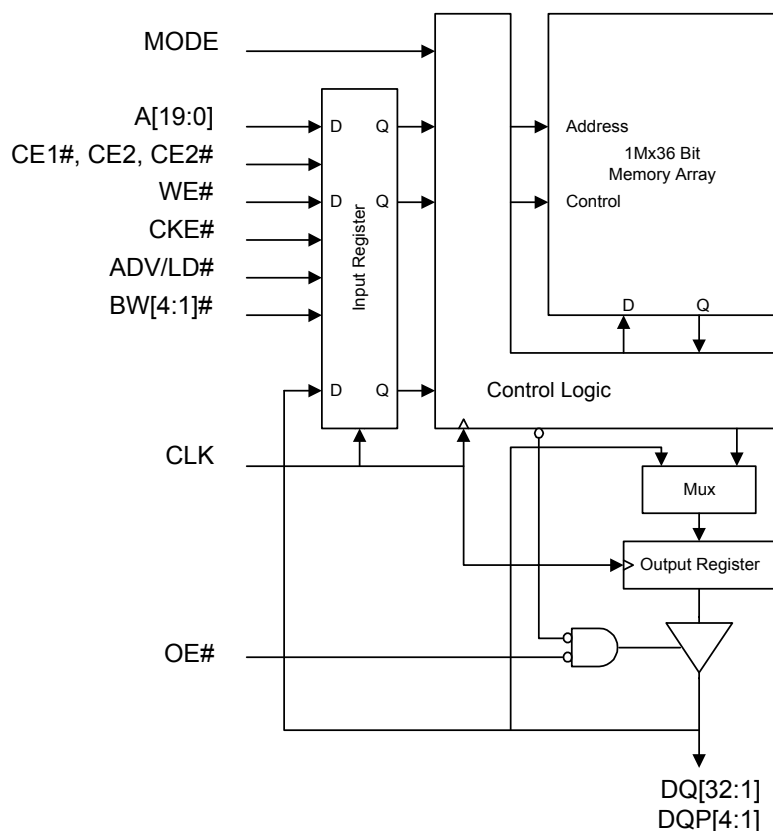 MODE
A[19:0]
CE1#, CE2, CE2#
WE#
CKE#
ADV/LD#
BW[4:1]#
CLK
OE#
D Q
D Q
Input Register
D Q
Address
1Mx36 Bit
Memory Array
Control
D Q
Control Logic
Mux
Output Register
DQ[32:1]
DQP[4:1]